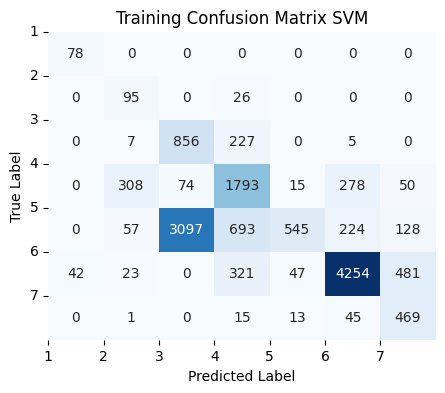 Training Confusion Matrix SVM
1
78 0 0 0 0 0 0
2
0 95 0 26 0 0 0
3
0 7 856 227 0 5 0
4
0 308 74 1793 15 278 50
5
0 57 3097 693 545 224 128
6
42 23 0 321 47 4254 481
7
0 1 0 15 13 45 469
1 2 3 4 5 6 7
True Label
Predicted Label